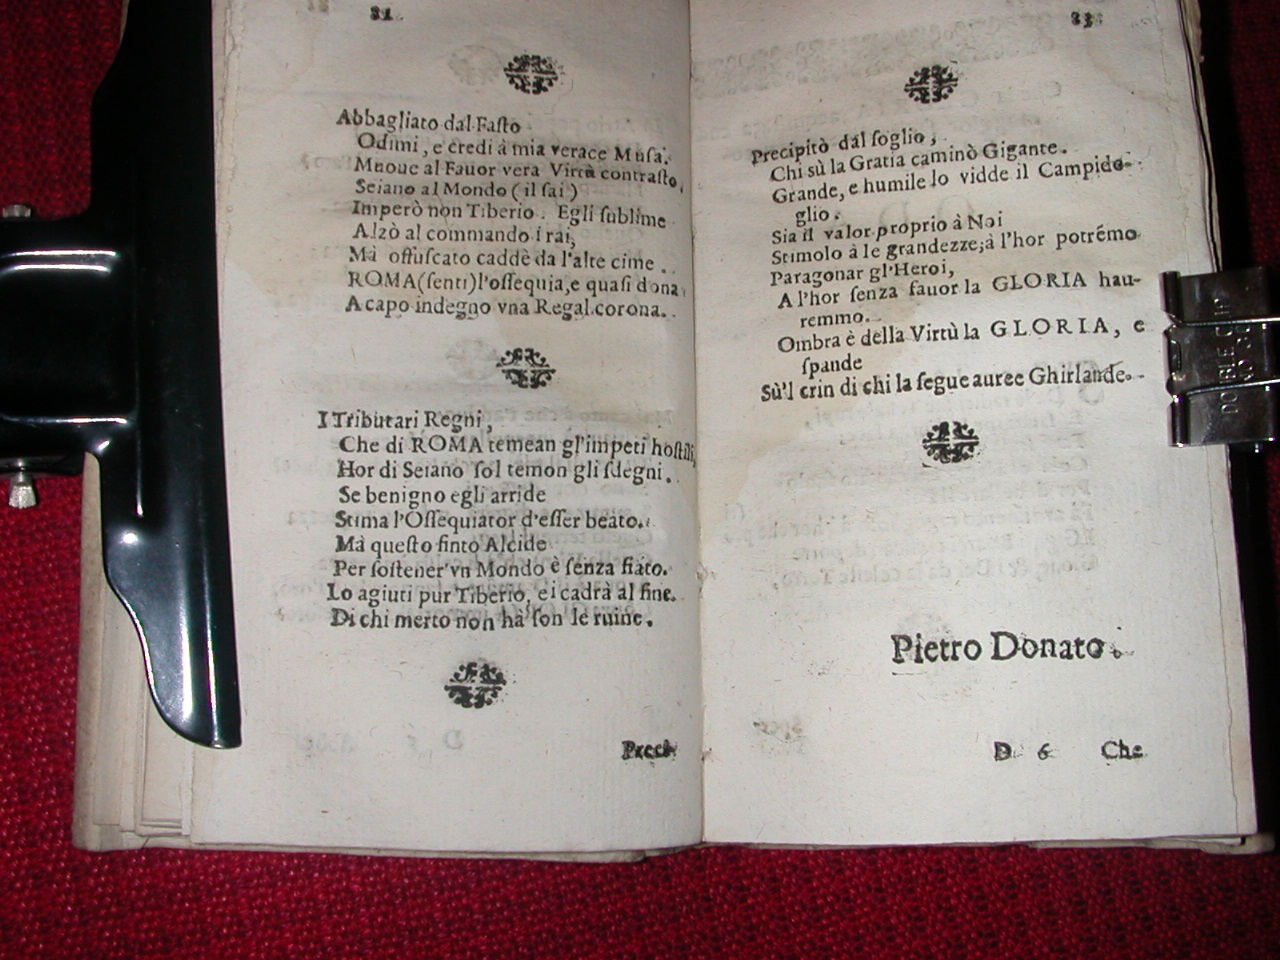 81
Abbagliato dal Faſto
Odimi, e credi à mia verace Muſa.
Muoue al Fauor vera Virtù contraſto,
Seiano al Mondo (il ſai)
Imperò non Tiberio. Egli ſublime
Alzò al commando i rai,
Mà offuſcato caddè da l'alte cime.
ROMA (ſenti) l'oſſequia, e quaſi dona
A capo indegno vna Regal corona.
I Tributari Regni,
Che di ROMA temean gl'impeti hoſtili,
Hor di Seiano ſol temon gli ſdegni.
Se benigno egli arride
Stima l'Oſſequiator d'eſſer beato.
Mà queſto finto Alcide
Per ſoſtener vn Mondo è ſenza fiato.
Lo agiuti pur Tiberio, ei cadrà al fine.
Di chi merto non hà ſon le ruine.
Preci-
83
Precipitò dal ſoglio;
Chi sù la Gratia caminò Gigante.
Grande, e humile lo vidde il Campido-
glio.
Sia il valor proprio à Noi
Stimolo à le grandezze; à l'hor potrémo
Paragonar gl'Heroi,
A l'hor ſenza fauor la GLORIA hau-
remmo.
Ombra è della Virtù la GLORIA, e
ſpande
Sù'l crin di chi la ſegue auree Ghirlande.
Pietro Donato.
D 6 Che